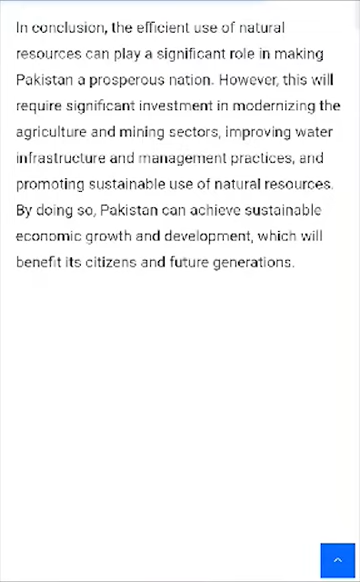 In conclusion, the efficient use of natural
resources can play a significant role in making
Pakistan a prosperous nation. However, this will
require significant investment in modernizing the
agriculture and mining sectors, improving water
infrastructure and management practices, and
promoting sustainable use of natural resources.
By doing so, Pakistan can achieve sustainable
economic growth and development, which will
benefit its citizens and future generations.